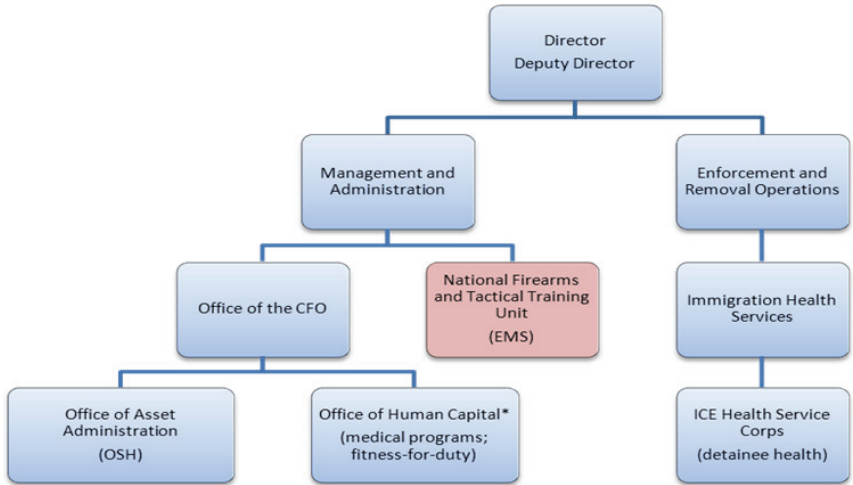 Director
Deputy Director
Management and
Administration
Enforcement and
Removal Operations
Office of the CFO
National Firearms
and Tactical Training
Unit
(EMS)
Immigration Health
Services
Office of Asset
Administration
(OSH)
Office of Human Capital*
(medical programs;
fitness-for-duty)
ICE Health Service
Corps
(detainee health)